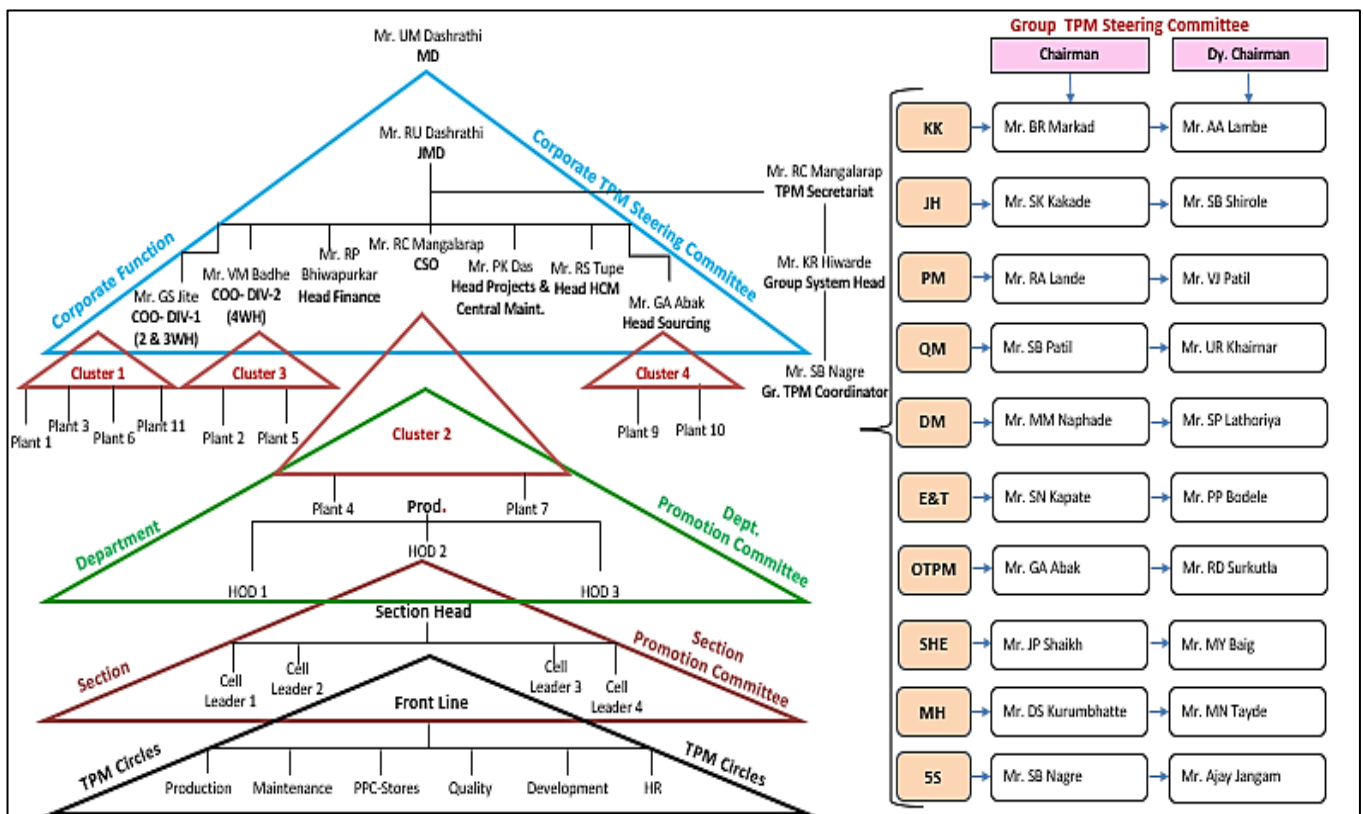 Mr. UM Dashrathi
MD
Mr. RU Dashrathi
JMD
Corporate Function
Corporate TPM Steering Committee
Mr. RC Mangalarap
TPM Secretariat
Mr. KR Hiwarde
Group System Head
Mr. SB Nagre
Gr. TPM Coordinator
Mr. GS Jite
COO- DIV-1
(2 & 3WH)
Mr. VM Badhe
COO- DIV-2
(4WH)
Mr. RP
Bhiwapurkar
Head Finance
Mr. RC Mangalarap
CSO
Mr. PK Das
Head Projects &
Central Maint.
Mr. RS Tupe
Head HCM
Mr. GA Abak
Head Sourcing
Cluster 1
Plant 1
Plant 3
Plant 6
Plant 11
Cluster 3
Plant 2
Plant 5
Cluster 4
Plant 9
Plant 10
Cluster 2
Plant 4
Plant 7
Department
Dept.
Promotion Committee
Prod.
HOD 1
HOD 2
HOD 3
Section
Section
Promotion Committee
Section Head
Cell
Leader 1
Cell
Leader 2
Cell
Leader 3
Cell
Leader 4
TPM Circles
TPM Circles
Front Line
Production
Maintenance
PPC-Stores
Quality
Development
HR
Group TPM Steering Committee
Chairman
Dy. Chairman
KK
Mr. BR Markad
Mr. AA Lambe
JH
Mr. SK Kakade
Mr. SB Shirole
PM
Mr. RA Lande
Mr. VJ Patil
QM
Mr. SB Patil
Mr. UR Khairnar
DM
Mr. MM Naphade
Mr. SP Lathoriya
E&T
Mr. SN Kapate
Mr. PP Bodele
OTPM
Mr. GA Abak
Mr. RD Surkutla
SHE
Mr. JP Shaikh
Mr. MY Baig
MH
Mr. DS Kurumbhatte
Mr. MN Tayde
5S
Mr. SB Nagre
Mr. Ajay Jangam